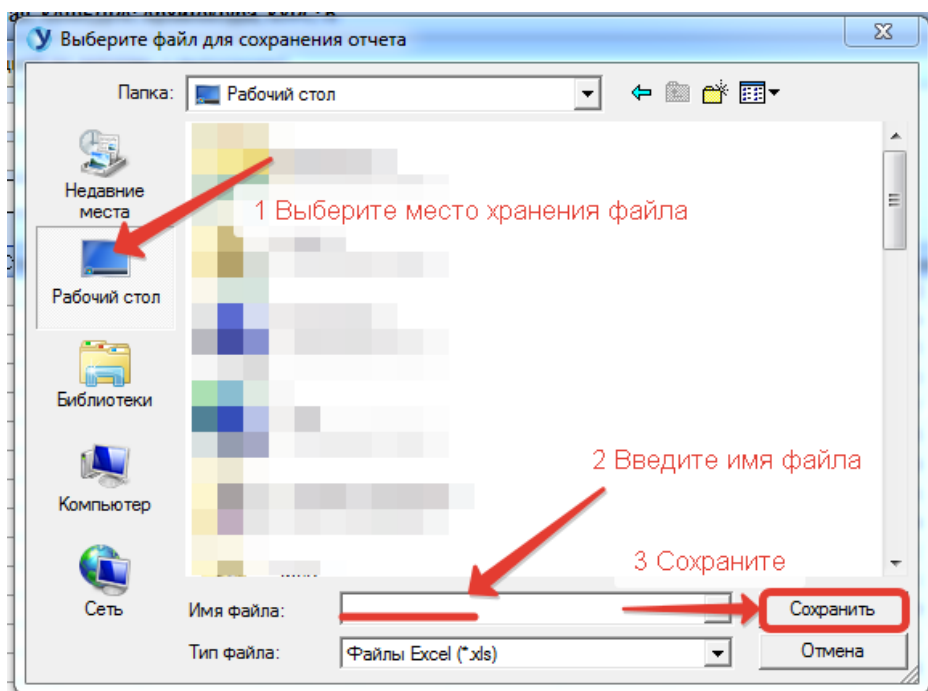 Выберите файл для сохранения отчета
Папка:
Рабочий стол
Недавние
места
1 Выберите место хранения файла
Рабочий стол
Библиотеки
2 Введите имя файла
Компьютер
3 Сохраните
Сеть
Имя файла:
Сохранить
Тип файла:
Файлы Excel (*.xls)
Отмена